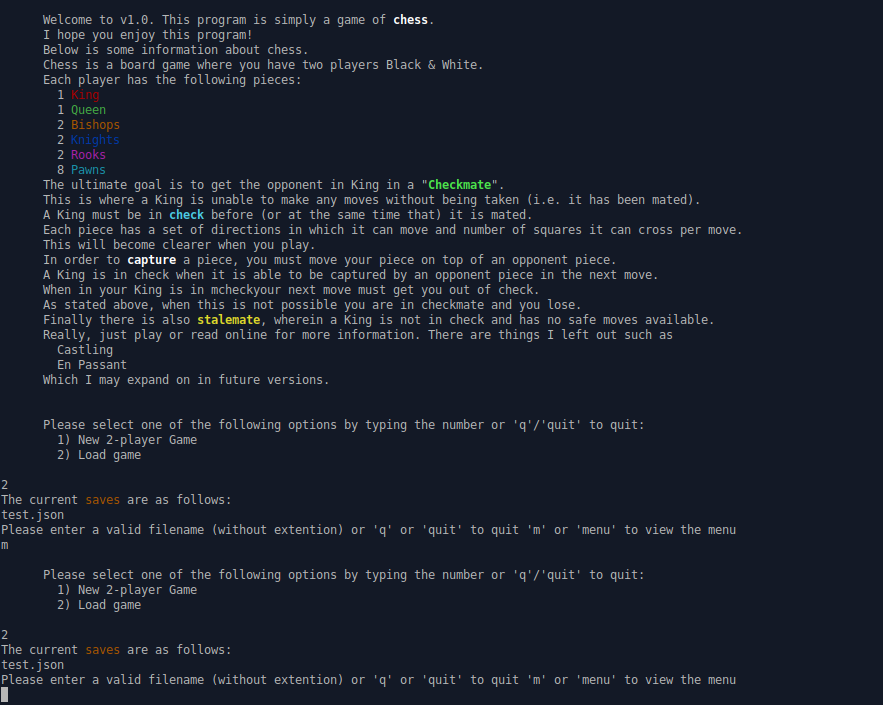 Welcome to v1.0. This program is simply a game of chess.
I hope you enjoy this program!
Below is some information about chess.
Chess is a board game where you have two players Black & White.
Each player has the following pieces:
1 King
1 Queen
2 Bishops
2 Knights
2 Rooks
8 Pawns
The ultimate goal is to get the opponent in King in a "Checkmate".
This is where a King is unable to make any moves without being taken (i.e. it has been mated).
A King must be in check before (or at the same time that) it is mated.
Each piece has a set of directions in which it can move and number of squares it can cross per move.
This will become clearer when you play.
In order to capture a piece, you must move your piece on top of an opponent piece.
A King is in check when it is able to be captured by an opponent piece in the next move.
When in your King is in mcheckyour next move must get you out of check.
As stated above, when this is not possible you are in checkmate and you lose.
Finally there is also stalemate, wherein a King is not in check and has no safe moves available.
Really, just play or read online for more information. There are things I left out such as
Castling
En Passant
Which I may expand on in future versions.
Please select one of the following options by typing the number or 'q'/'quit' to quit:
1) New 2-player Game
2) Load game
2
The current saves are as follows:
test.json
Please enter a valid filename (without extention) or 'q' or 'quit' to quit 'm' or 'menu' to view the menu
m
Please select one of the following options by typing the number or 'q'/'quit' to quit:
1) New 2-player Game
2) Load game
2
The current saves are as follows:
test.json
Please enter a valid filename (without extention) or 'q' or 'quit' to quit 'm' or 'menu' to view the menu